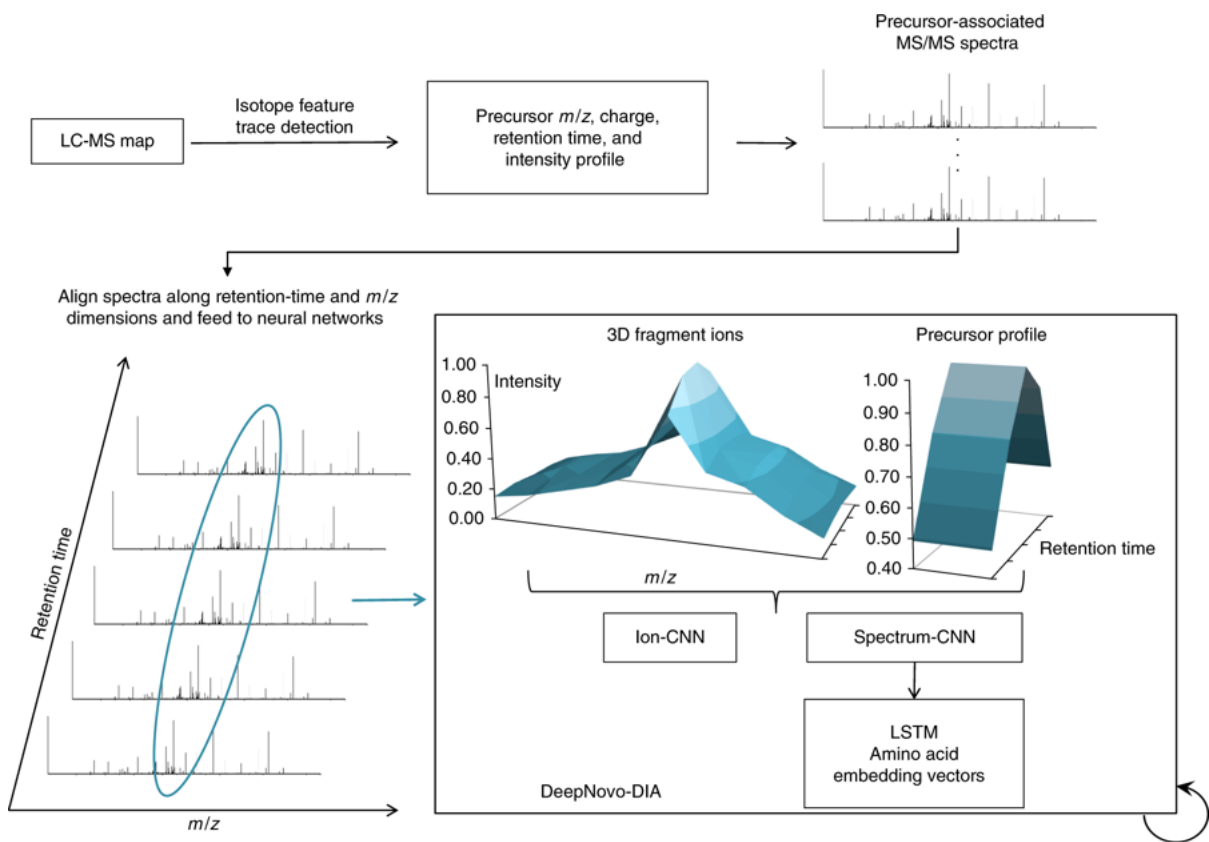 Precursor-associated
MS/MS spectra
Isotope feature
trace detection
LC-MS map
Precursor m/z, charge,
retention time, and
intensity profile
Align spectra along retention-time and m/z
dimensions and feed to neural networks
Retention time
m/z
3D fragment ions
Precursor profile
Intensity
1.00
0.80
0.60
0.40
0.20
0.00
m/z
1.00
0.90
0.80
0.70
0.60
0.50
0.40
Retention time
Ion-CNN
Spectrum-CNN
LSTM
Amino acid
embedding vectors
DeepNovo-DIA